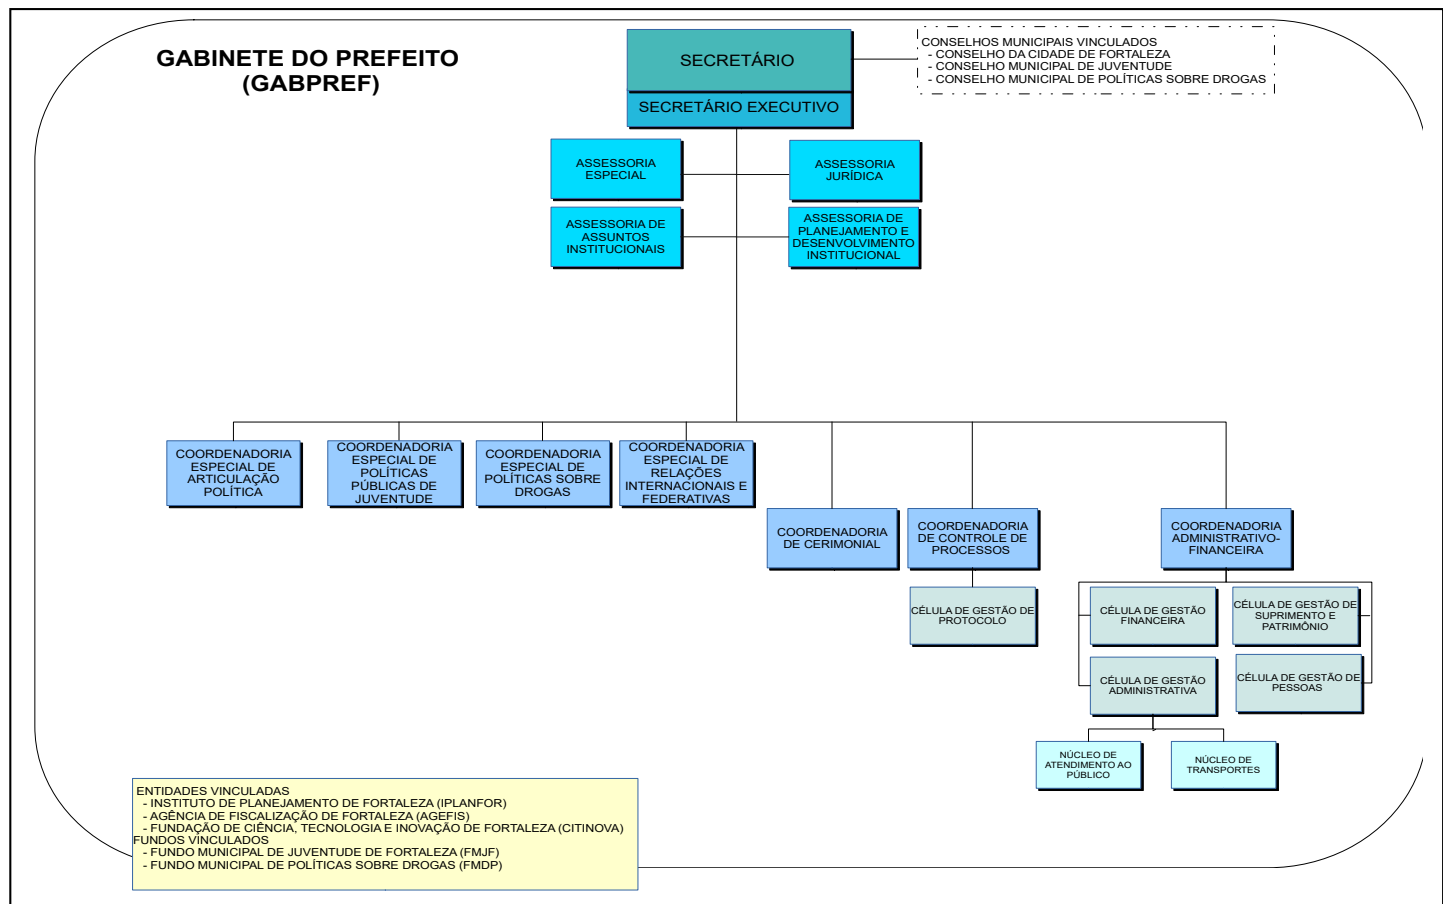 GABINETE DO PREFEITO
(GABPREF)
SECRETÁRIO
SECRETÁRIO EXECUTIVO
CONSELHOS MUNICIPAIS VINCULADOS
- CONSELHO DA CIDADE DE FORTALEZA
- CONSELHO MUNICIPAL DE JUVENTUDE
- CONSELHO MUNICIPAL DE POLÍTICAS SOBRE DROGAS
ASSESSORIA
ESPECIAL
ASSESSORIA
JURÍDICA
ASSESSORIA DE
ASSUNTOS
INSTITUCIONAIS
ASSESSORIA DE
PLANEJAMENTO E
DESENVOLVIMENTO
INSTITUCIONAL
COORDENADORIA
ESPECIAL DE
ARTICULAÇÃO
POLÍTICA
COORDENADORIA
ESPECIAL DE
POLÍTICAS
PÚBLICAS DE
JUVENTUDE
COORDENADORIA
ESPECIAL DE
POLÍTICAS SOBRE
DROGAS
COORDENADORIA
ESPECIAL DE
RELAÇÕES
INTERNACIONAIS E
FEDERATIVAS
COORDENADORIA
DE CERIMONIAL
COORDENADORIA
DE CONTROLE DE
PROCESSOS
COORDENADORIA
ADMINISTRATIVO-
FINANCEIRA
CÉLULA DE GESTÃO DE
PROTOCOLO
CÉLULA DE GESTÃO
FINANCEIRA
CÉLULA DE GESTÃO DE
SUPRIMENTO E
PATRIMÔNIO
CÉLULA DE GESTÃO
ADMINISTRATIVA
CÉLULA DE GESTÃO DE
PESSOAS
NÚCLEO DE
ATENDIMENTO AO
PÚBLICO
NÚCLEO DE
TRANSPORTES
ENTIDADES VINCULADAS
- INSTITUTO DE PLANEJAMENTO DE FORTALEZA (IPLANFOR)
- AGÊNCIA DE FISCALIZAÇÃO DE FORTALEZA (AGEFIS)
- FUNDAÇÃO DE CIÊNCIA, TECNOLOGIA E INOVAÇÃO DE FORTALEZA (CITINOVA)
FUNDOS VINCULADOS
- FUNDO MUNICIPAL DE JUVENTUDE DE FORTALEZA (FMJF)
- FUNDO MUNICIPAL DE POLÍTICAS SOBRE DROGAS (FMDP)